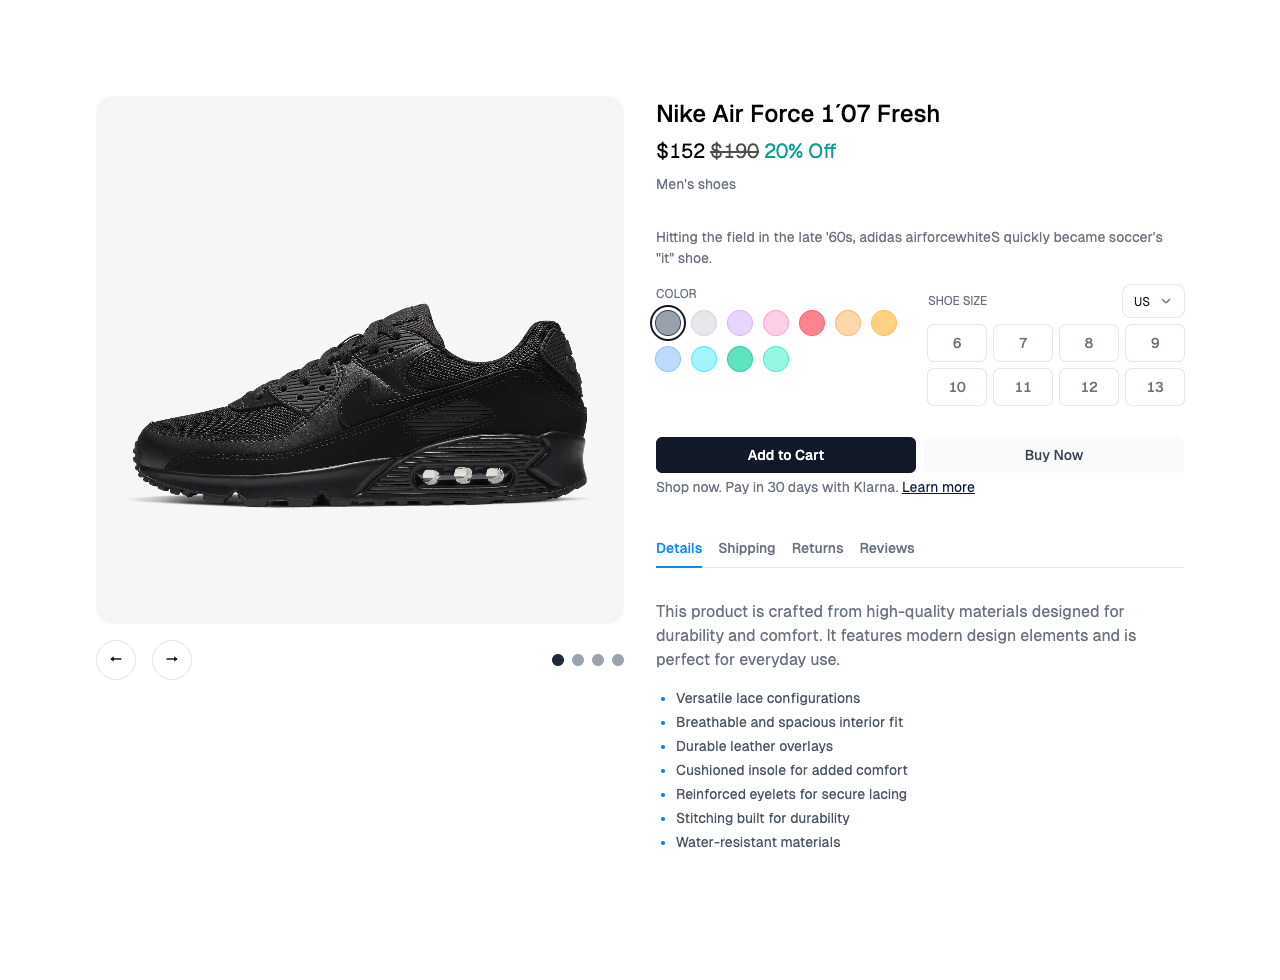 Nike Air Force 1´07 Fresh
$152 $190 20% Off
Men's shoes
Hitting the field in the late '60s, adidas airforcewhiteS quickly became soccer's
"it" shoe.
COLOR
SHOE SIZE
US
6 7 8 9
10 11 12 13
Add to Cart
Buy Now
Shop now. Pay in 30 days with Klarna. Learn more
Details Shipping Returns Reviews
This product is crafted from high-quality materials designed for
durability and comfort. It features modern design elements and is
perfect for everyday use.
Versatile lace configurations
Breathable and spacious interior fit
Durable leather overlays
Cushioned insole for added comfort
Reinforced eyelets for secure lacing
Stitching built for durability
Water-resistant materials